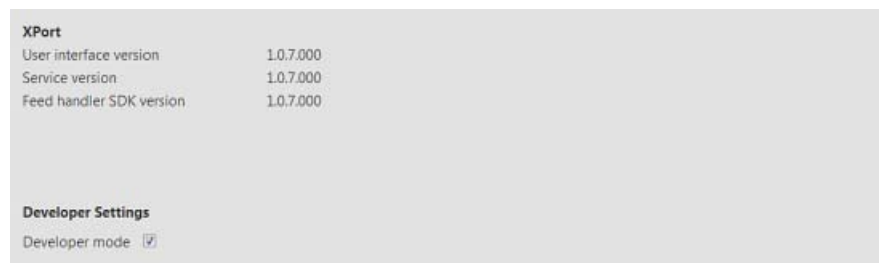 XPort
User interface version 1.0.7.000
Service version 1.0.7.000
Feed handler SDK version 1.0.7.000
Developer Settings
Developer mode